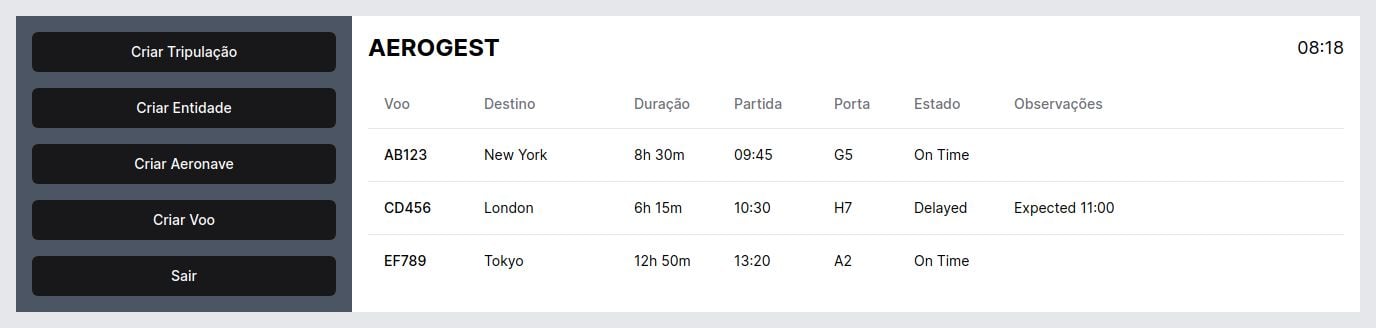 Criar Tripulação
Criar Entidade
Criar Aeronave
Criar Voo
Sair
AEROGEST 08:18
Voo Destino Duração Partida Porta Estado Observações
AB123 New York 8h 30m 09:45 G5 On Time
CD456 London 6h 15m 10:30 H7 Delayed Expected 11:00
EF789 Tokyo 12h 50m 13:20 A2 On Time